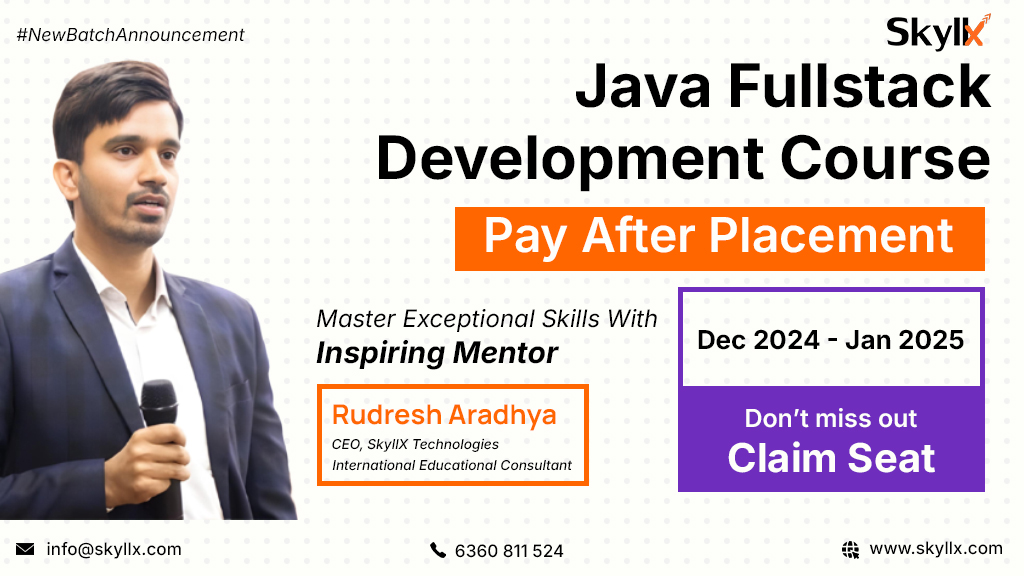 #NewBatchAnnouncement
Skyllx
Java Fullstack
Development Course
Pay After Placement
Master Exceptional Skills With
Inspiring Mentor
Rudresh Aradhya
CEO, SkyllX Technologies
International Educational Consultant
Dec 2024 - Jan 2025
Don’t miss out
Claim Seat
info@skyllx.com
6360 811 524
www.skyllx.com